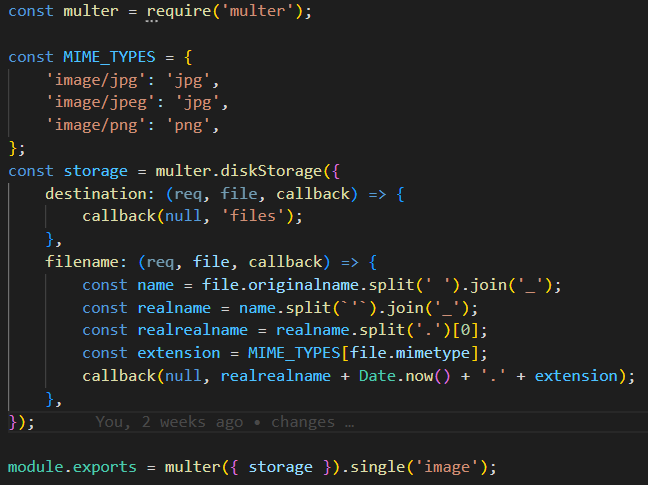 const multer = require('multer');
const MIME_TYPES = {
    'image/jpg': 'jpg',
    'image/jpeg': 'jpg',
    'image/png': 'png',
};
const storage = multer.diskStorage({
    destination: (req, file, callback) => {
        callback(null, 'files');
    },
    filename: (req, file, callback) => {
        const name = file.originalname.split(' ').join('_');
        const realname = name.split(`'`).join('_');
        const realrealname = realname.split('.')[0];
        const extension = MIME_TYPES[file.mimetype];
        callback(null, realrealname + Date.now() + '.' + extension);
    },
});        You, 2 weeks ago • changes …
module.exports = multer({ storage }).single('image');